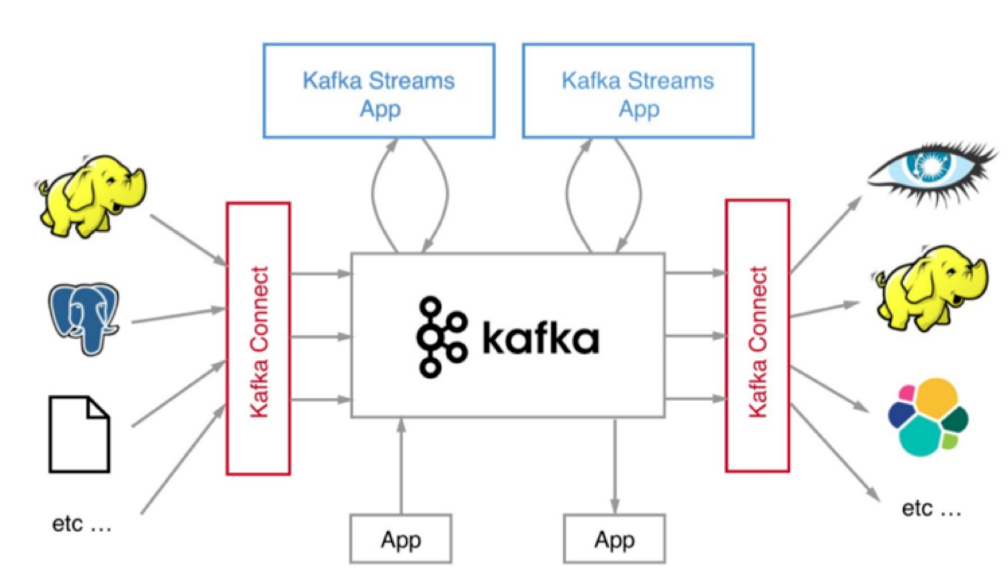 Kafka Streams
App
Kafka Streams
App
Kafka Connect
kafka
Kafka Connect
etc ...
etc ...
App
App